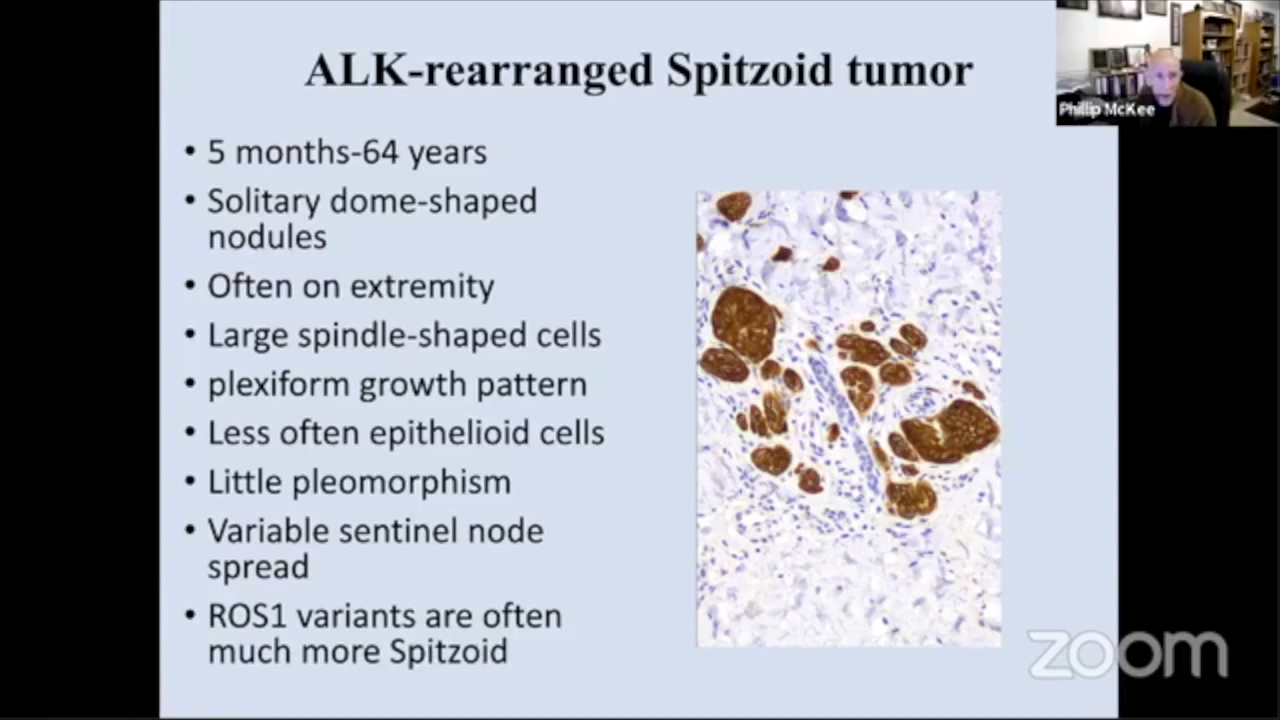 ALK-rearranged Spitzoid tumor
Phillip McKee
• 5 months-64 years
• Solitary dome-shaped
nodules
• Often on extremity
• Large spindle-shaped cells
• plexiform growth pattern
• Less often epithelioid cells
• Little pleomorphism
• Variable sentinel node
spread
• ROS1 variants are often
much more Spitzoid
zoom